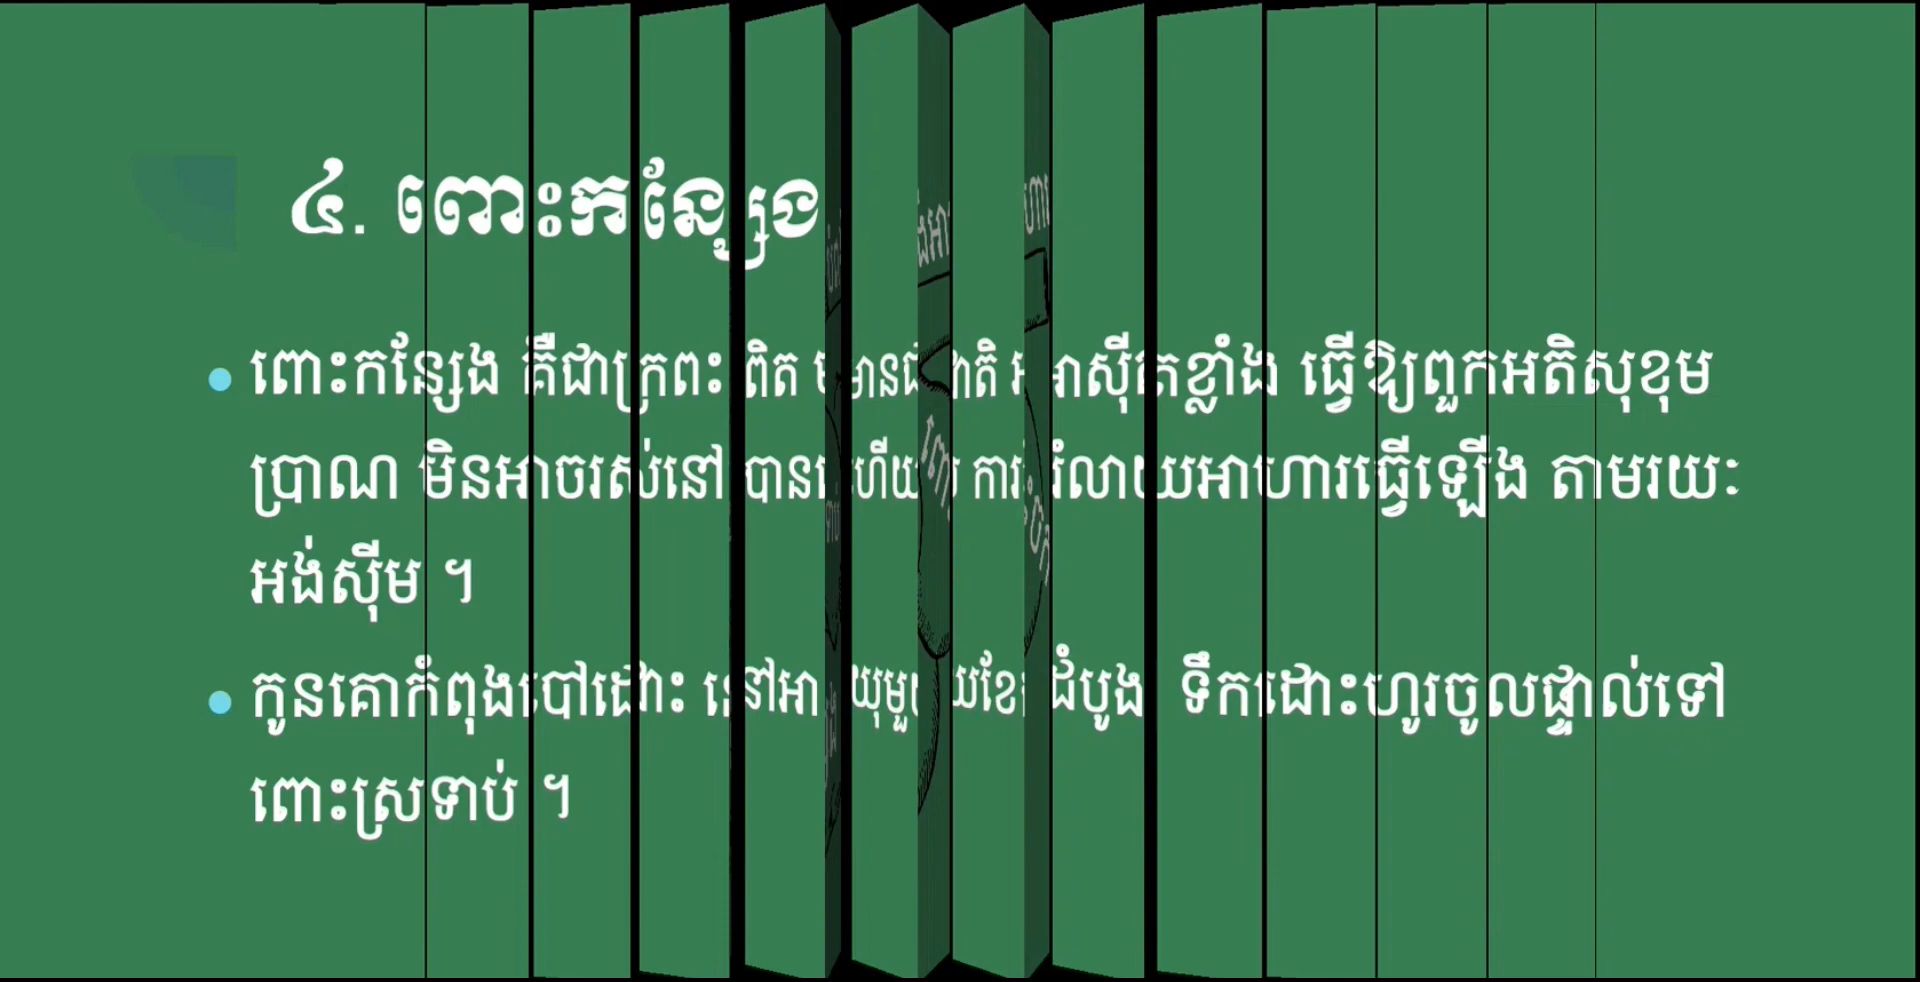 ៤. ពោះកន្សែង
ពោះកន្សែង គឺជាក្រពះ ពិត មានជាតិ អាស៊ីតខ្លាំង ធ្វើឱ្យពួកអតិសុខុម
ប្រាណ មិនអាចរស់នៅ បានហើយ ការរំលាយអាហារធ្វើឡើង តាមរយៈ
អង់ស៊ីម ។
កូនគោកំពុងបៅដោះ នៅអាយុមួយខែដំបូង ទឹកដោះហូរចូលផ្ទាល់ទៅ
ពោះស្រទាប់ ។